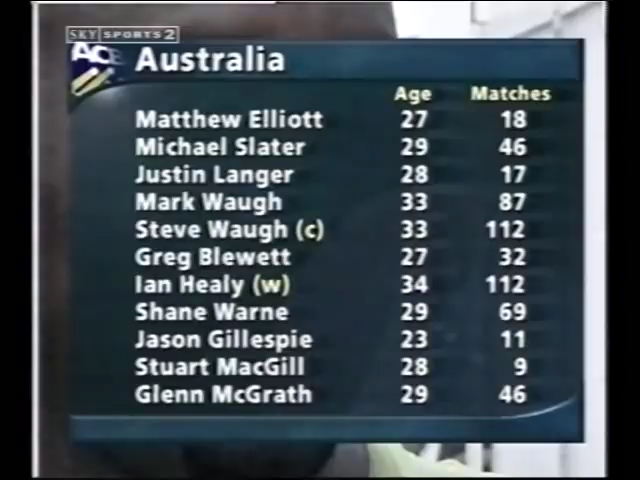 SKY SPORTS 2
ACB
Australia
Age Matches
Matthew Elliott 27 18
Michael Slater 29 46
Justin Langer 28 17
Mark Waugh 33 87
Steve Waugh (c) 33 112
Greg Blewett 27 32
Ian Healy (w) 34 112
Shane Warne 29 69
Jason Gillespie 23 11
Stuart MacGill 28 9
Glenn McGrath 29 46